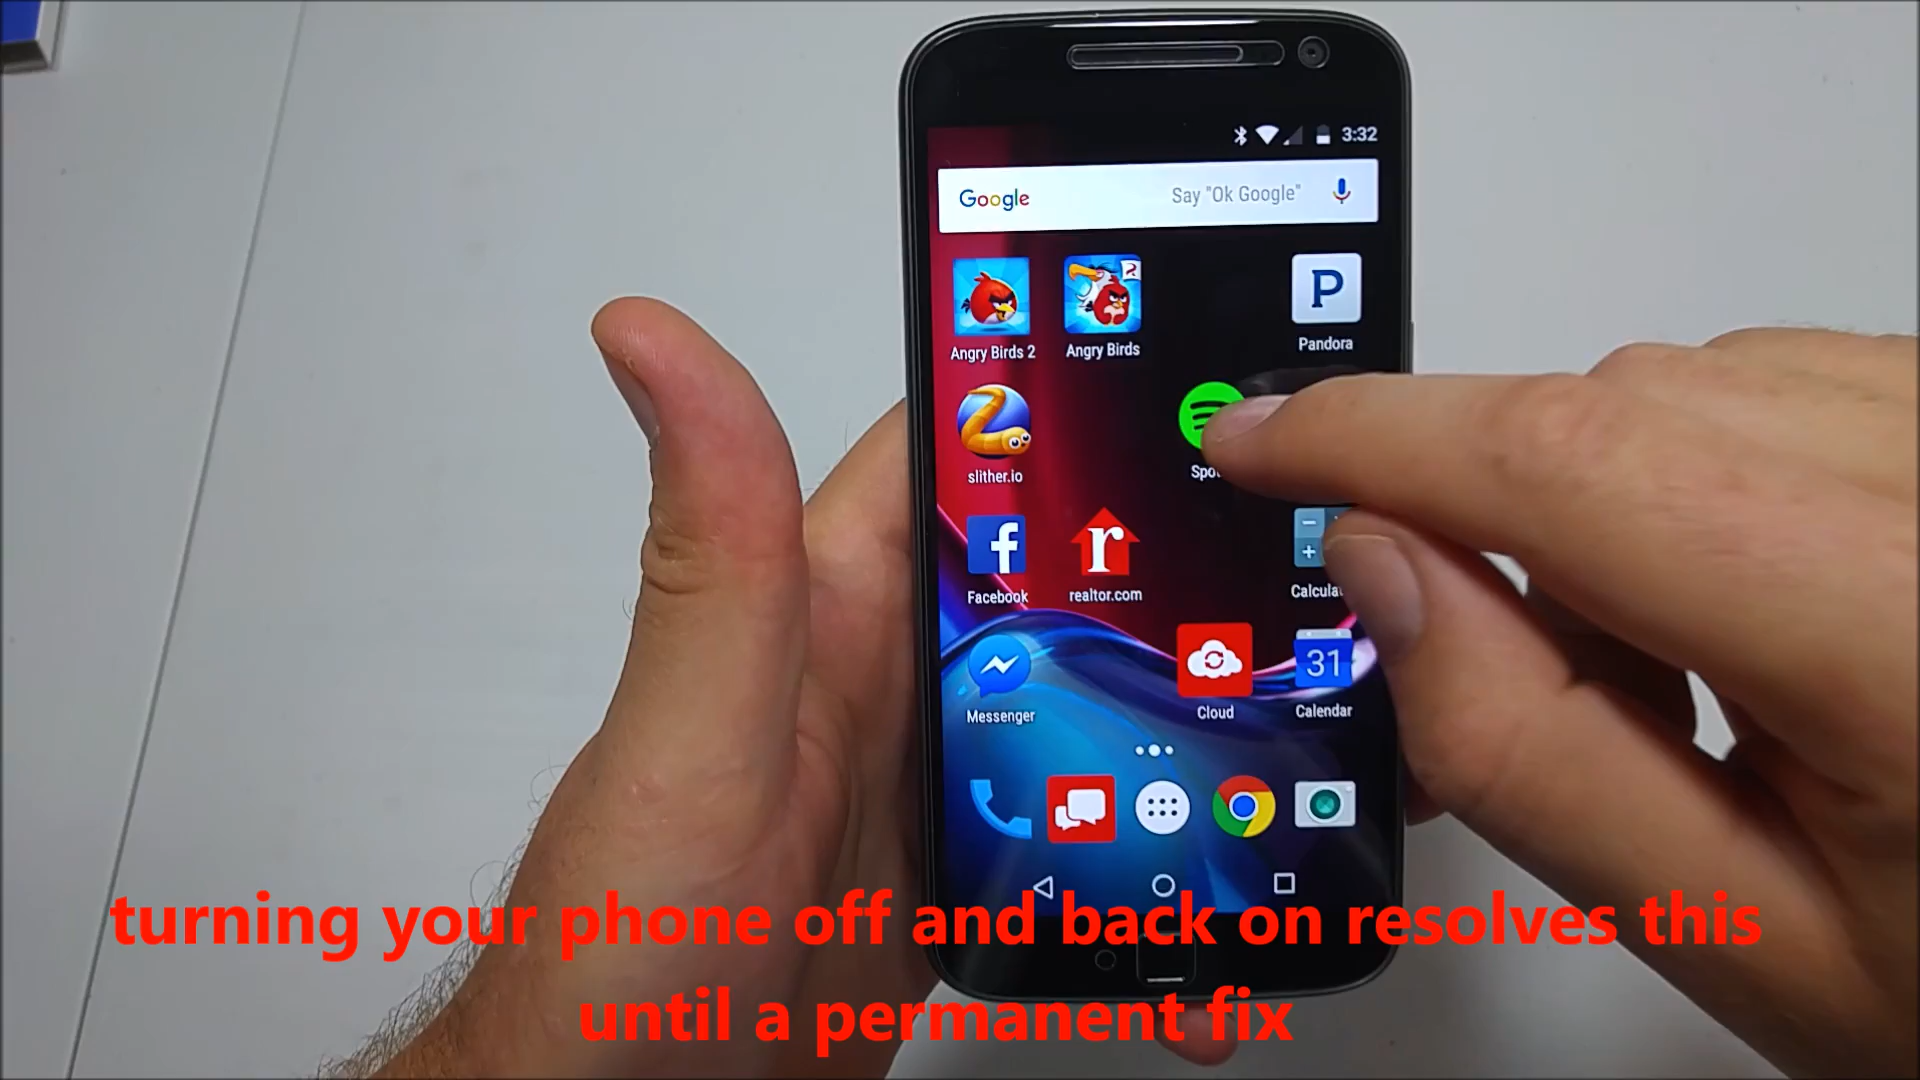 3:32
Google Say "Ok Google"
P
Angry Birds 2 Angry Birds Pandora
slither.io
f r
Facebook realtor.com
31
Messenger Cloud Calendar
turning your phone off and back on resolves this
until a permanent fix